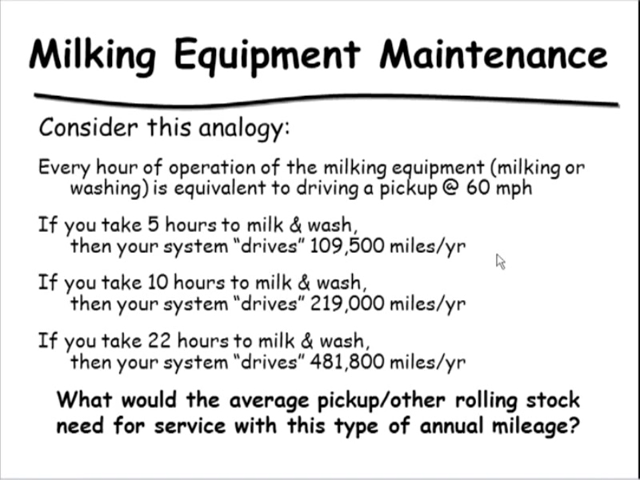 Milking Equipment Maintenance
Consider this analogy:
Every hour of operation of the milking equipment (milking or
washing) is equivalent to driving a pickup @ 60 mph
If you take 5 hours to milk & wash,
then your system “drives” 109,500 miles/yr
If you take 10 hours to milk & wash,
then your system “drives” 219,000 miles/yr
If you take 22 hours to milk & wash,
then your system “drives” 481,800 miles/yr
What would the average pickup/other rolling stock
need for service with this type of annual mileage?